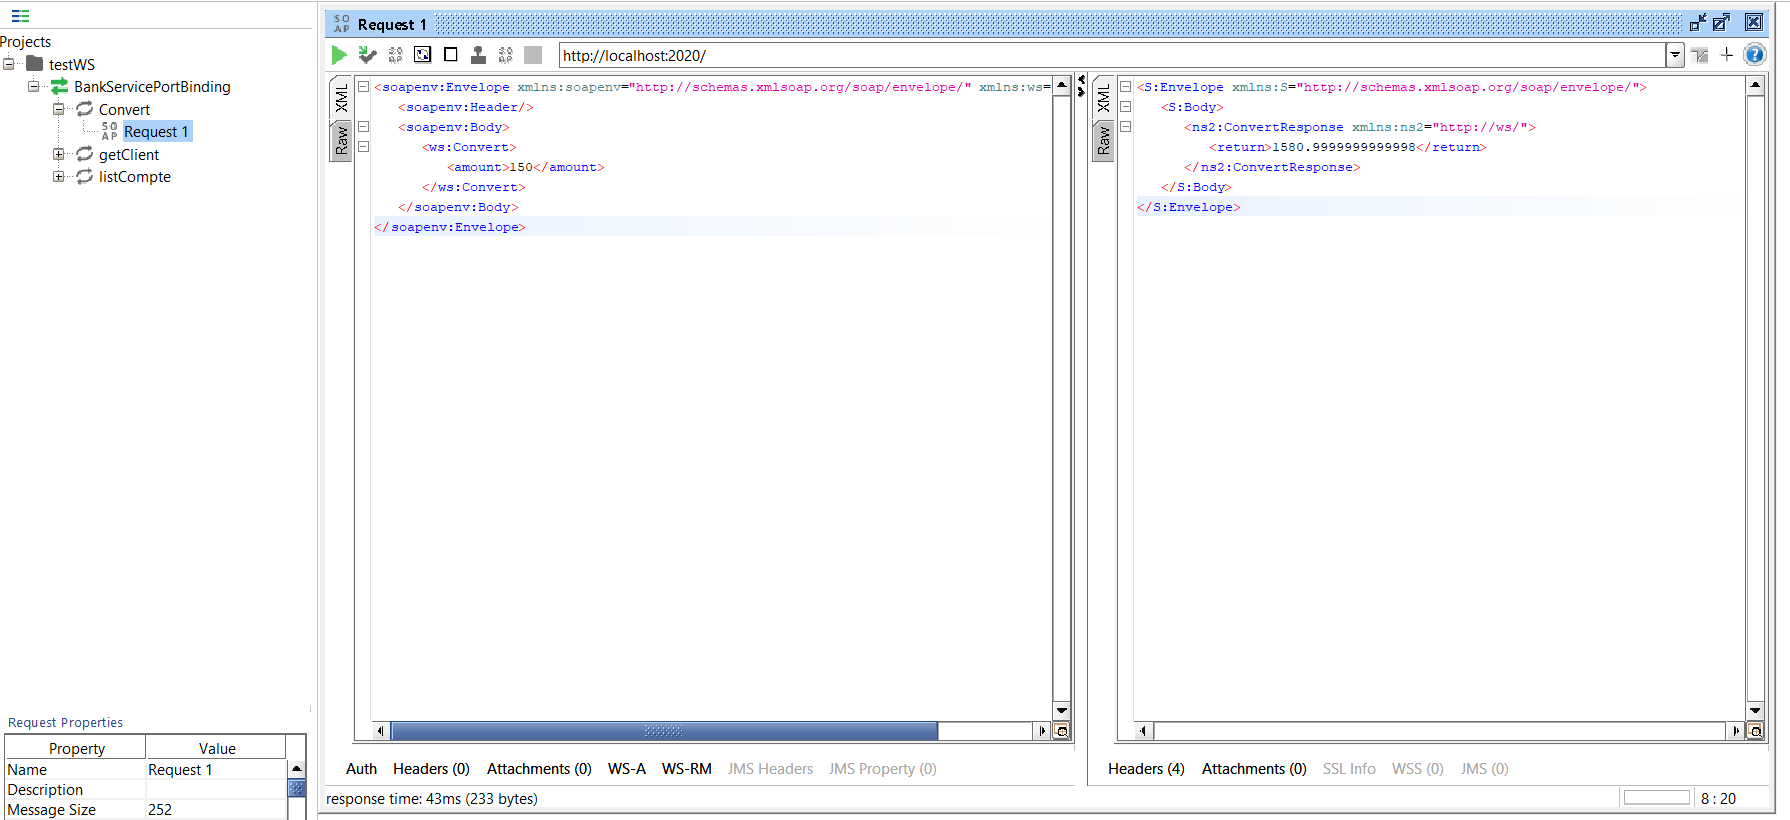 Projects
testWS
BankServicePortBinding
Convert
SO AP Request 1
getClient
listCompte
Request Properties
Property Value
Name Request 1
Description
Message Size 252
SO AP Request 1
http://localhost:2020/
XML
Raw
<soapenv:Envelope xmlns:soapenv="http://schemas.xmlsoap.org/soap/envelope/" xmlns:ws=
<soapenv:Header/>
<soapenv:Body>
<ws:Convert>
<amount>150</amount>
</ws:Convert>
</soapenv:Body>
</soapenv:Envelope>
Auth Headers (0) Attachments (0) WS-A WS-RM JMS Headers JMS Property (0)
XML
Raw
<S:Envelope xmlns:S="http://schemas.xmlsoap.org/soap/envelope/">
<S:Body>
<ns2:ConvertResponse xmlns:ns2="http://ws/">
<return>1580.9999999999998</return>
</ns2:ConvertResponse>
</S:Body>
</S:Envelope>
Headers (4) Attachments (0) SSL Info WSS (0) JMS (0)
response time: 43ms (233 bytes)
8 : 20